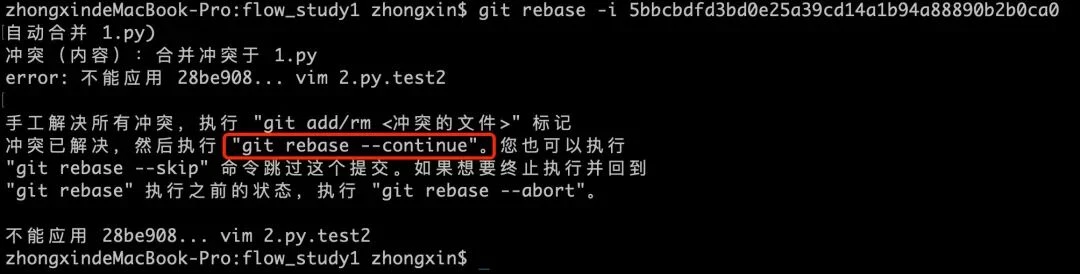 zhongxindeMacBook-Pro:flow_study1 zhongxin$ git rebase -i 5bbcbdfd3bd0e25a39cd14a1b94a88890b2b0ca0
自动合并 1.py)
冲突（内容）：合并冲突于 1.py
error: 不能应用 28be908... vim 2.py.test2
手工解决所有冲突，执行 "git add/rm <冲突的文件>" 标记
冲突已解决，然后执行 "git rebase --continue"。您也可以执行
"git rebase --skip" 命令跳过这个提交。如果想要终止执行并回到
"git rebase" 执行之前的状态，执行 "git rebase --abort"。
不能应用 28be908... vim 2.py.test2
zhongxindeMacBook-Pro:flow_study1 zhongxin$